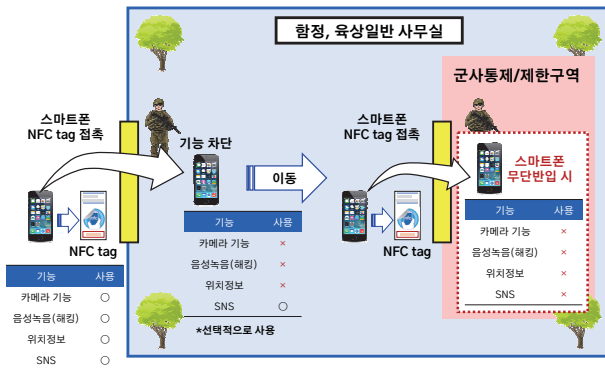 함정, 육상일반 사무실
군사통제/제한구역
스마트폰
NFC tag 접촉
기능 차단
이동
스마트폰
NFC tag 접촉
스마트폰
무단반입 시
NFC tag
NFC tag
기능 사용
카메라 기능 ○
음성녹음(해킹) ○
위치정보 ○
SNS ○
기능 사용
카메라 기능 ×
음성녹음(해킹) ×
위치정보 ×
SNS ○
*선택적으로 사용
기능 사용
카메라 기능 ×
음성녹음(해킹) ×
위치정보 ×
SNS ×